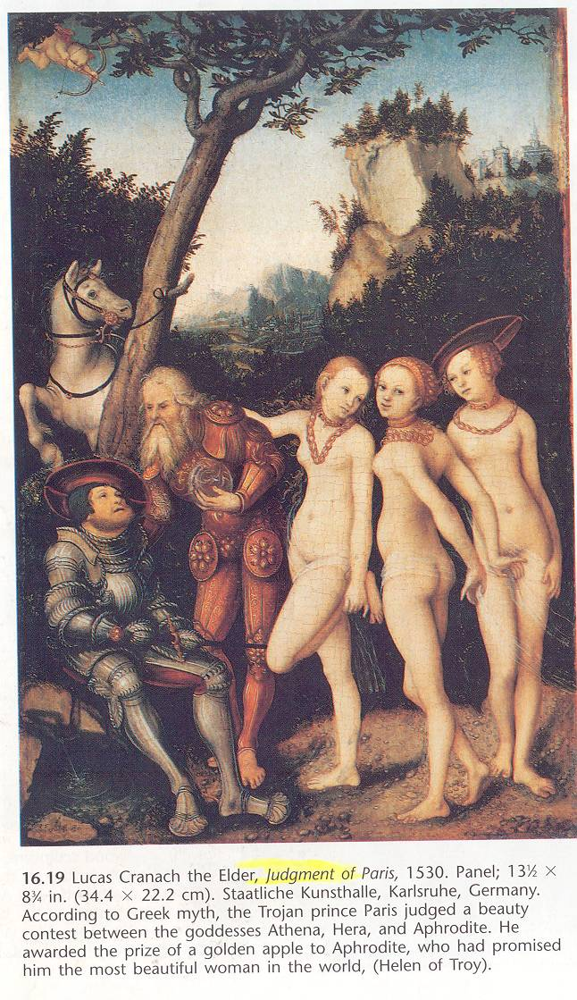 16.19 Lucas Cranach the Elder, Judgment of Paris, 1530. Panel; 13½ ×
8¾ in. (34.4 × 22.2 cm). Staatliche Kunsthalle, Karlsruhe, Germany.
According to Greek myth, the Trojan prince Paris judged a beauty
contest between the goddesses Athena, Hera, and Aphrodite. He
awarded the prize of a golden apple to Aphrodite, who had promised
him the most beautiful woman in the world, (Helen of Troy).